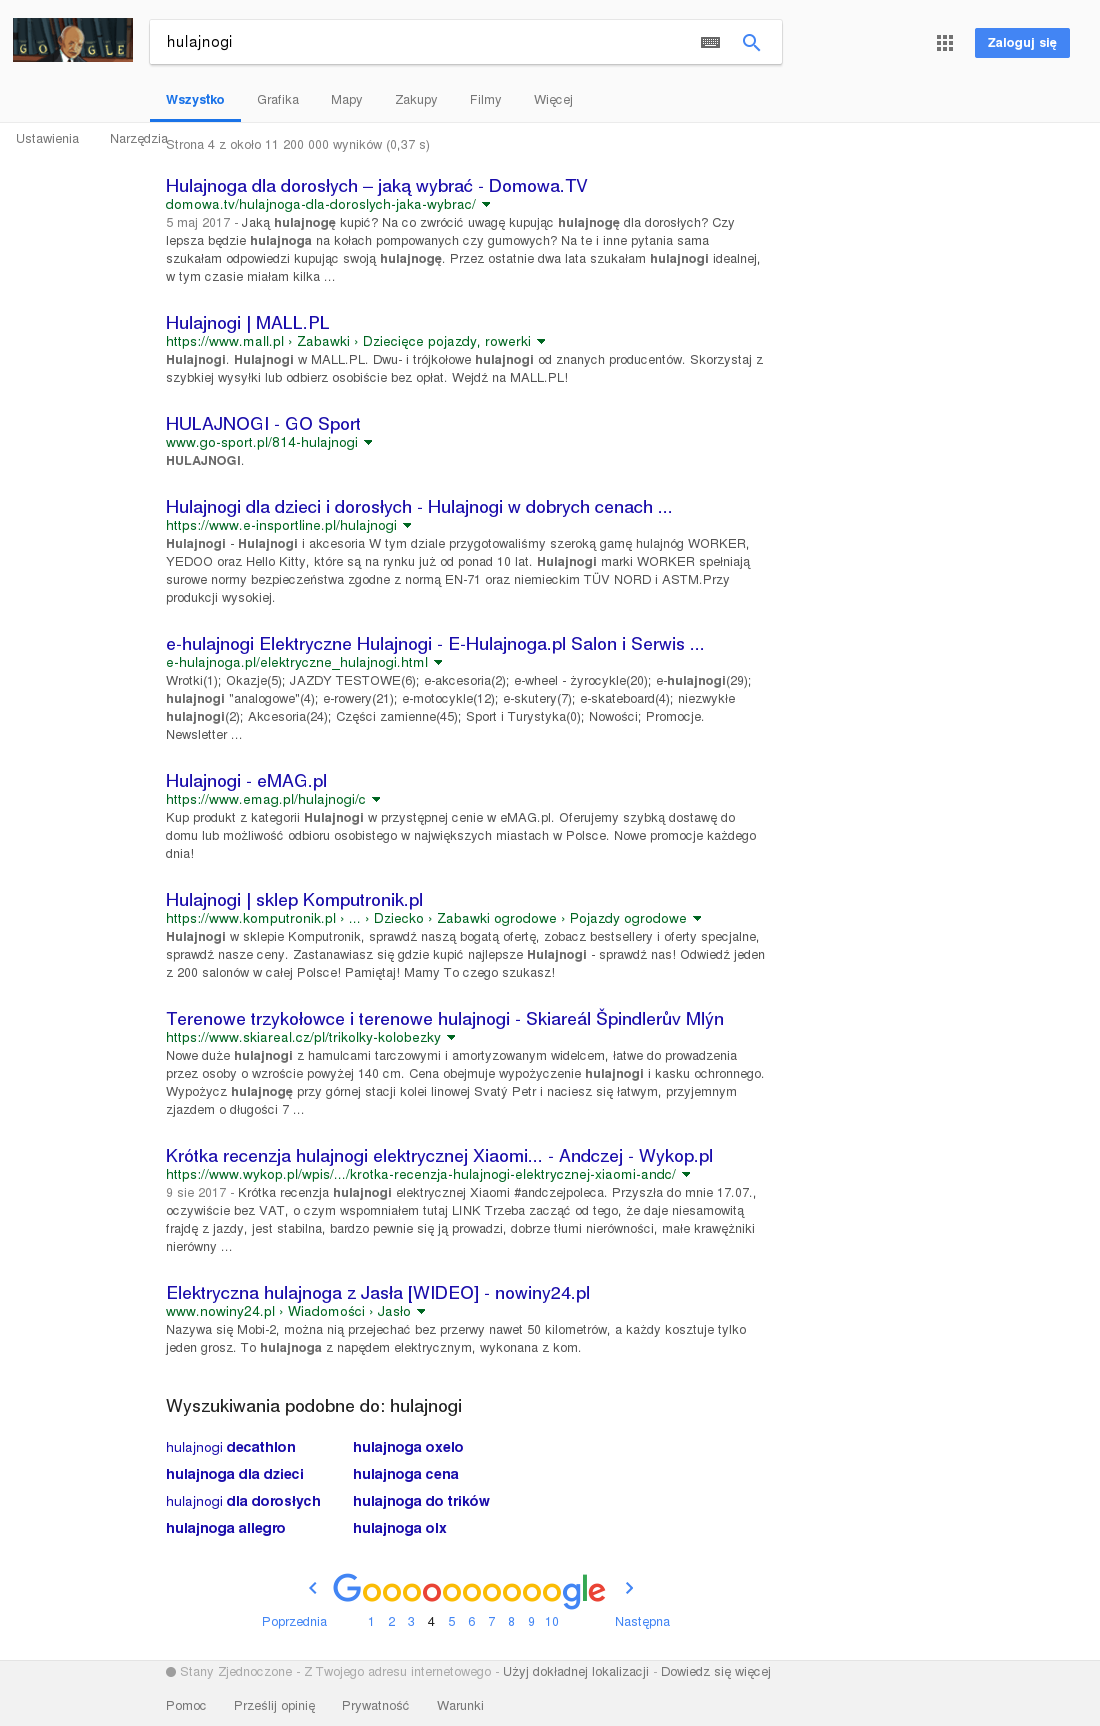 GOOGLE
hulajnogi
Zaloguj się
Wszystko Grafika Mapy Zakupy Filmy Więcej
Ustawienia Narzędzia
Strona 4 z około 11 200 000 wyników (0,37 s)
Hulajnoga dla dorosłych – jaką wybrać - Domowa.TV
domowa.tv/hulajnoga-dla-doroslych-jaka-wybrac/
5 maj 2017 - Jaką hulajnogę kupić? Na co zwrócić uwagę kupując hulajnogę dla dorosłych? Czy
lepsza będzie hulajnoga na kołach pompowanych czy gumowych? Na te i inne pytania sama
szukałam odpowiedzi kupując swoją hulajnogę. Przez ostatnie dwa lata szukałam hulajnogi idealnej,
w tym czasie miałam kilka ...
Hulajnogi | MALL.PL
https://www.mall.pl › Zabawki › Dziecięce pojazdy, rowerki
Hulajnogi. Hulajnogi w MALL.PL. Dwu- i trójkołowe hulajnogi od znanych producentów. Skorzystaj z
szybkiej wysyłki lub odbierz osobiście bez opłat. Wejdź na MALL.PL!
HULAJNOGI - GO Sport
www.go-sport.pl/814-hulajnogi
HULAJNOGI.
Hulajnogi dla dzieci i dorosłych - Hulajnogi w dobrych cenach ...
https://www.e-insportline.pl/hulajnogi
Hulajnogi - Hulajnogi i akcesoria W tym dziale przygotowaliśmy szeroką gamę hulajnóg WORKER,
YEDOO oraz Hello Kitty, które są na rynku już od ponad 10 lat. Hulajnogi marki WORKER spełniają
surowe normy bezpieczeństwa zgodne z normą EN-71 oraz niemieckim TÜV NORD i ASTM.Przy
produkcji wysokiej.
e-hulajnogi Elektryczne Hulajnogi - E-Hulajnoga.pl Salon i Serwis ...
e-hulajnoga.pl/elektryczne_hulajnogi.html
Wrotki(1); Okazje(5); JAZDY TESTOWE(6); e-akcesoria(2); e-wheel - żyrocykle(20); e-hulajnogi(29);
hulajnogi "analogowe"(4); e-rowery(21); e-motocykle(12); e-skutery(7); e-skateboard(4); niezwykłe
hulajnogi(2); Akcesoria(24); Części zamienne(45); Sport i Turystyka(0); Nowości; Promocje.
Newsletter ...
Hulajnogi - eMAG.pl
https://www.emag.pl/hulajnogi/c
Kup produkt z kategorii Hulajnogi w przystępnej cenie w eMAG.pl. Oferujemy szybką dostawę do
domu lub możliwość odbioru osobistego w największych miastach w Polsce. Nowe promocje każdego
dnia!
Hulajnogi | sklep Komputronik.pl
https://www.komputronik.pl › ... › Dziecko › Zabawki ogrodowe › Pojazdy ogrodowe
Hulajnogi w sklepie Komputronik, sprawdź naszą bogatą ofertę, zobacz bestsellery i oferty specjalne,
sprawdź nasze ceny. Zastanawiasz się gdzie kupić najlepsze Hulajnogi - sprawdź nas! Odwiedź jeden
z 200 salonów w całej Polsce! Pamiętaj! Mamy To czego szukasz!
Terenowe trzykołowce i terenowe hulajnogi - Skiareál Špindlerův Mlýn
https://www.skiareal.cz/pl/trikolky-kolobezky
Nowe duże hulajnogi z hamulcami tarczowymi i amortyzowanym widelcem, łatwe do prowadzenia
przez osoby o wzroście powyżej 140 cm. Cena obejmuje wypożyczenie hulajnogi i kasku ochronnego.
Wypożycz hulajnogę przy górnej stacji kolei linowej Svatý Petr i naciesz się łatwym, przyjemnym
zjazdem o długości 7 ...
Krótka recenzja hulajnogi elektrycznej Xiaomi... - Andczej - Wykop.pl
https://www.wykop.pl/wpis/.../krotka-recenzja-hulajnogi-elektrycznej-xiaomi-andc/
9 sie 2017 - Krótka recenzja hulajnogi elektrycznej Xiaomi #andczejpoleca. Przyszła do mnie 17.07.,
oczywiście bez VAT, o czym wspomniałem tutaj LINK Trzeba zacząć od tego, że daje niesamowitą
frajdę z jazdy, jest stabilna, bardzo pewnie się ją prowadzi, dobrze tłumi nierówności, małe krawężniki
nierówny ...
Elektryczna hulajnoga z Jasła [WIDEO] - nowiny24.pl
www.nowiny24.pl › Wiadomości › Jasło
Nazywa się Mobi-2, można nią przejechać bez przerwy nawet 50 kilometrów, a każdy kosztuje tylko
jeden grosz. To hulajnoga z napędem elektrycznym, wykonana z kom.
Wyszukiwania podobne do: hulajnogi
hulajnogi decathlon hulajnoga oxelo
hulajnoga dla dzieci hulajnoga cena
hulajnogi dla dorosłych hulajnoga do trików
hulajnoga allegro hulajnoga olx
Goooooooooogle
Poprzednia 1 2 3 4 5 6 7 8 9 10 Następna
Stany Zjednoczone - Z Twojego adresu internetowego - Użyj dokładnej lokalizacji - Dowiedz się więcej
Pomoc Prześlij opinię Prywatność Warunki